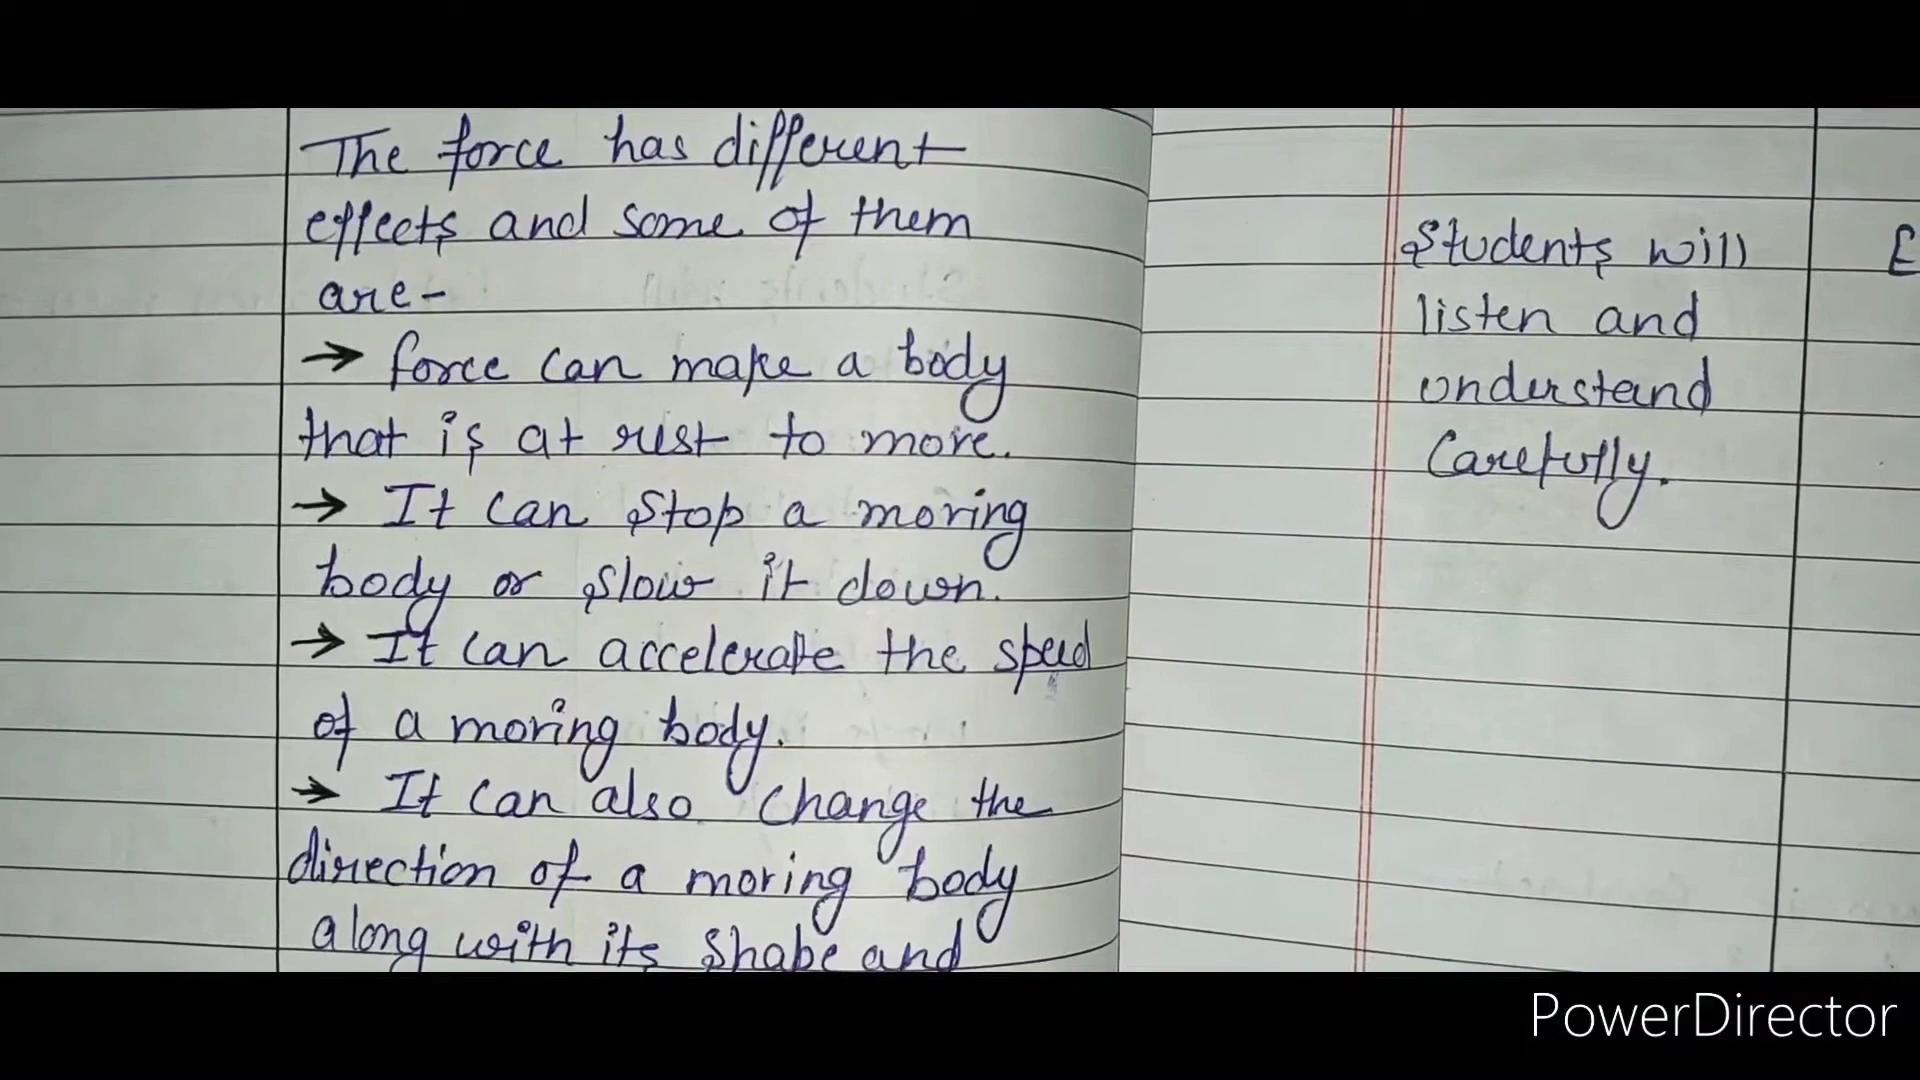 The force has different
effects and some of them
are-
→ force can make a body
that is at rest to move.
→ It can stop a moving
body or slow it down.
→ It can accelerate the speed
of a moving body.
→ It can also change the
direction of a moving body
along with its shape and
Students will
listen and
understand
Carefully.
E
PowerDirector